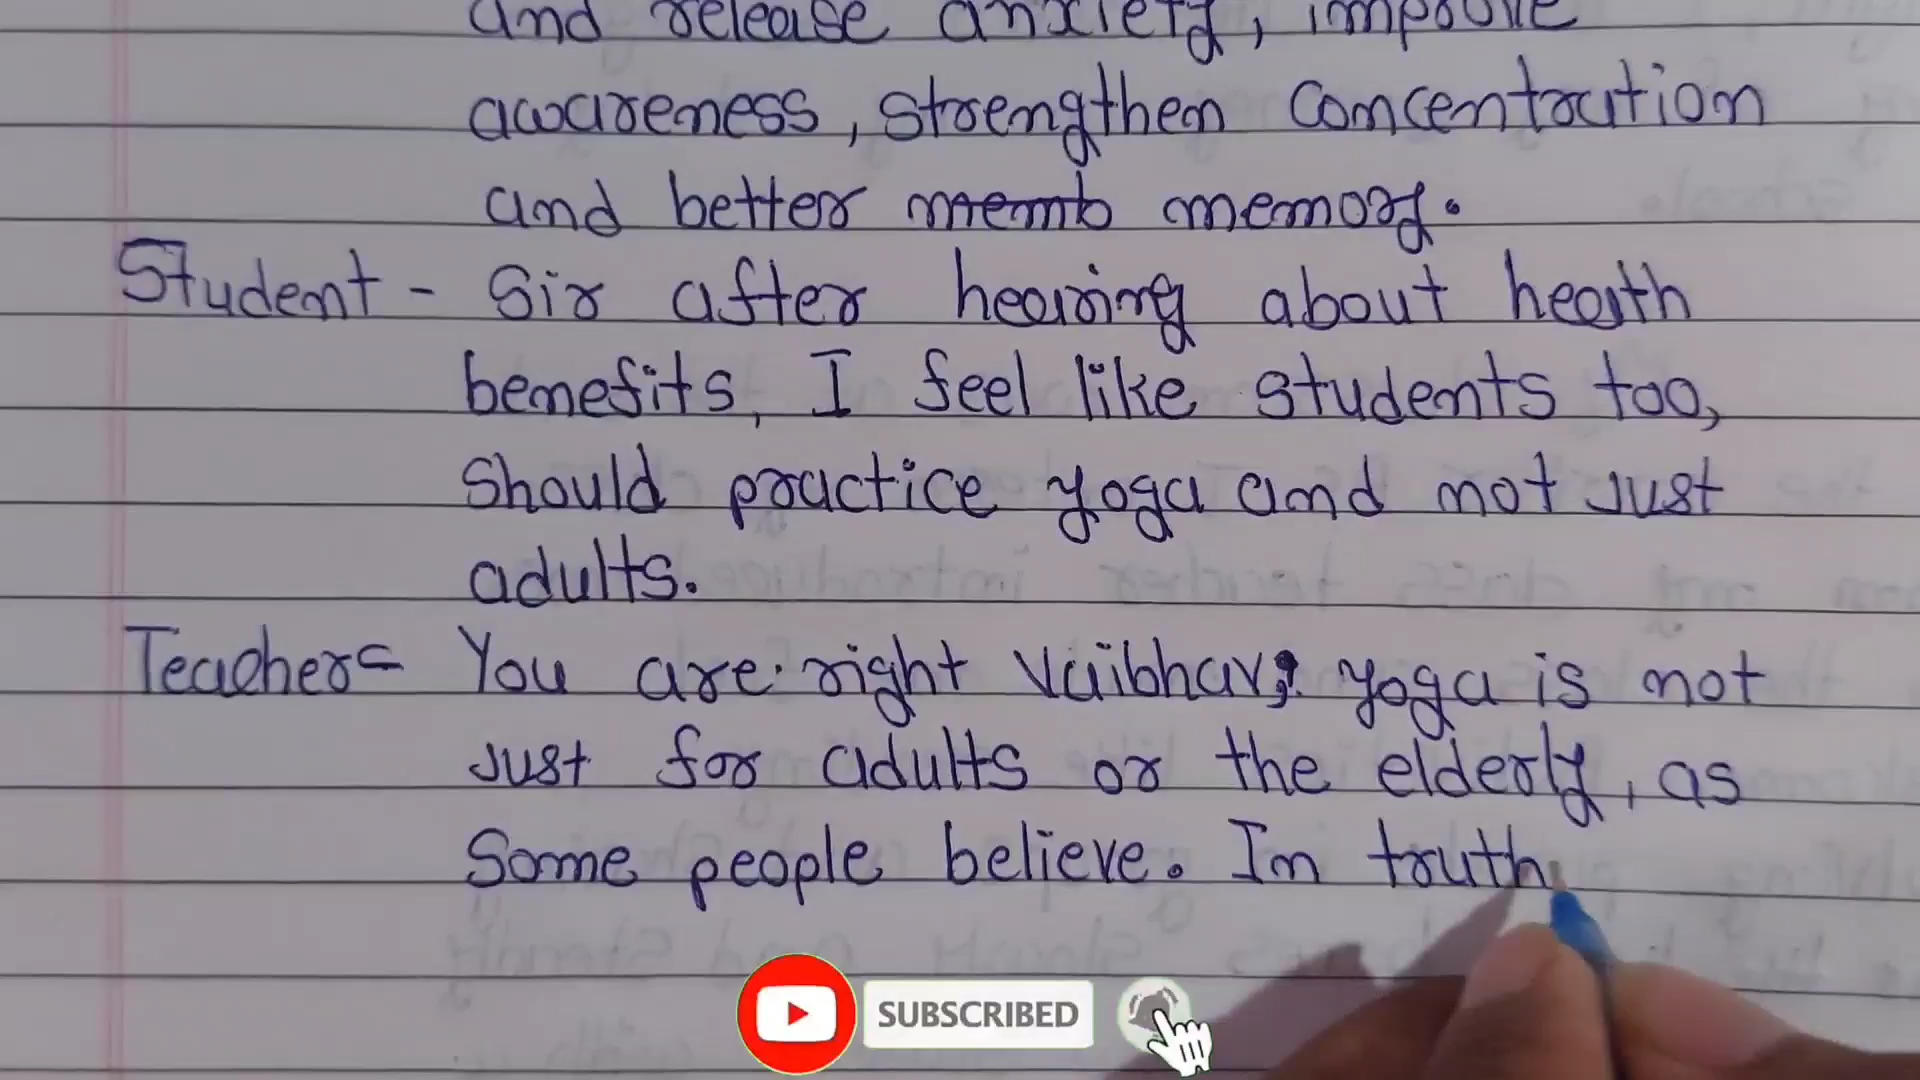 and release anxiety, improve
awareness, strengthen concentration
and better memb memory.
Student - Sir after hearing about heath
benefits, I feel like students too,
should practice yoga and not just
adults.
Teacher= You are right Vaibhav, yoga is not
just for adults or the elderly, as
some people believe. In truth,
SUBSCRIBED